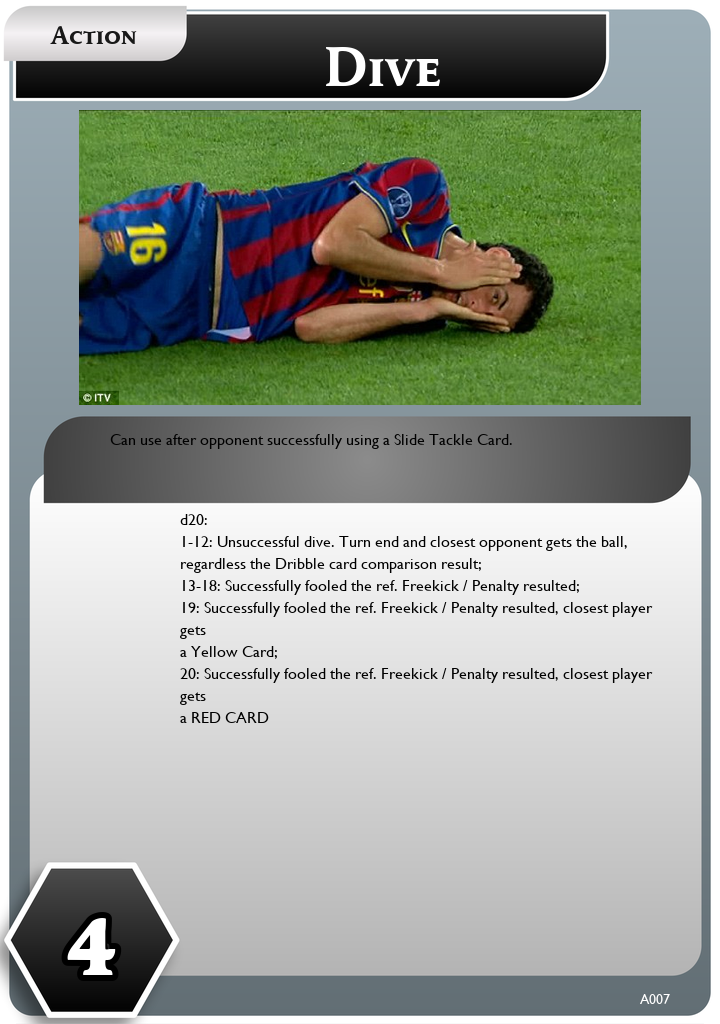 Action
Dive
16
© ITV
Can use after opponent successfully using a Slide Tackle Card.
d20:
1-12: Unsuccessful dive. Turn end and closest opponent gets the ball,
regardless the Dribble card comparison result;
13-18: Successfully fooled the ref. Freekick / Penalty resulted;
19: Successfully fooled the ref. Freekick / Penalty resulted, closest player
gets
a Yellow Card;
20: Successfully fooled the ref. Freekick / Penalty resulted, closest player
gets
a RED CARD
4
A007